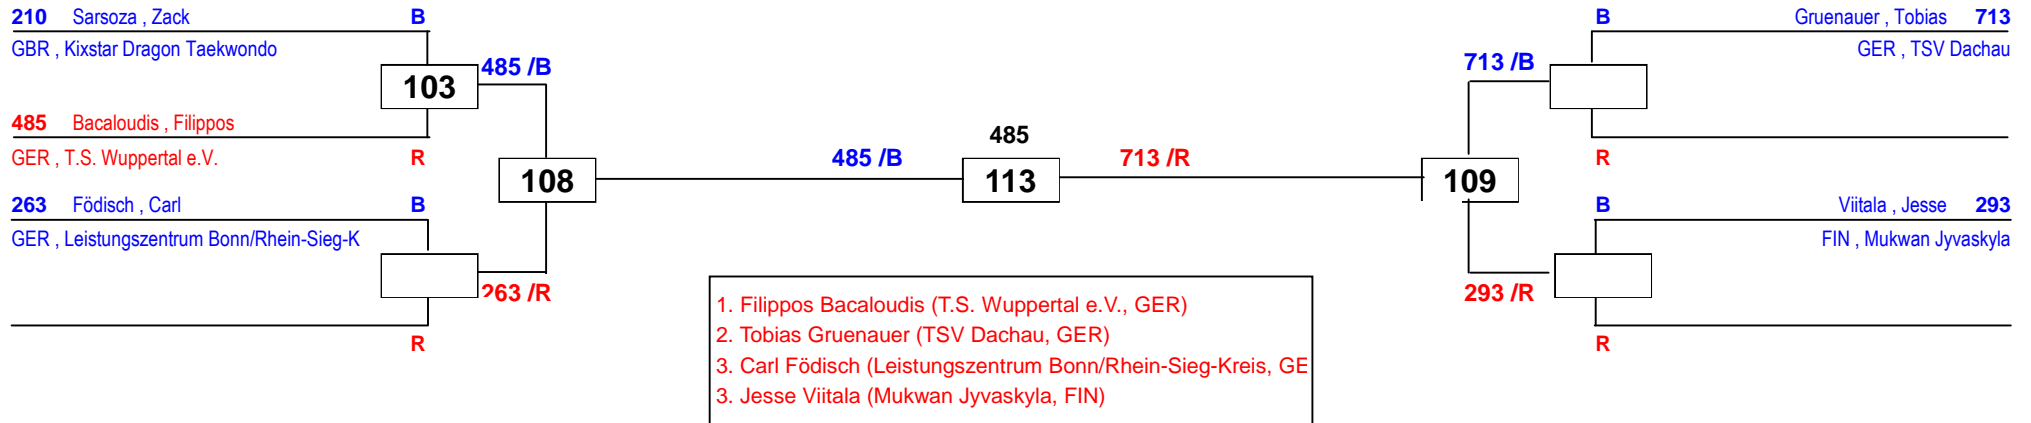 210 Sarsoza , Zack B
GBR , Kixstar Dragon Taekwondo
103
485 /B
485 Bacaloudis , Filippos
GER , T.S. Wuppertal e.V. R
108
263 Födisch , Carl B
GER , Leistungszentrum Bonn/Rhein-Sieg-K
263 /R
R
485 /B
485
113
713 /R
109
B Gruenauer , Tobias 713
GER , TSV Dachau
713 /B
R
B Viitala , Jesse 293
FIN , Mukwan Jyvaskyla
293 /R
R
1. Filippos Bacaloudis (T.S. Wuppertal e.V., GER)
2. Tobias Gruenauer (TSV Dachau, GER)
3. Carl Födisch (Leistungszentrum Bonn/Rhein-Sieg-Kreis, GE
3. Jesse Viitala (Mukwan Jyvaskyla, FIN)